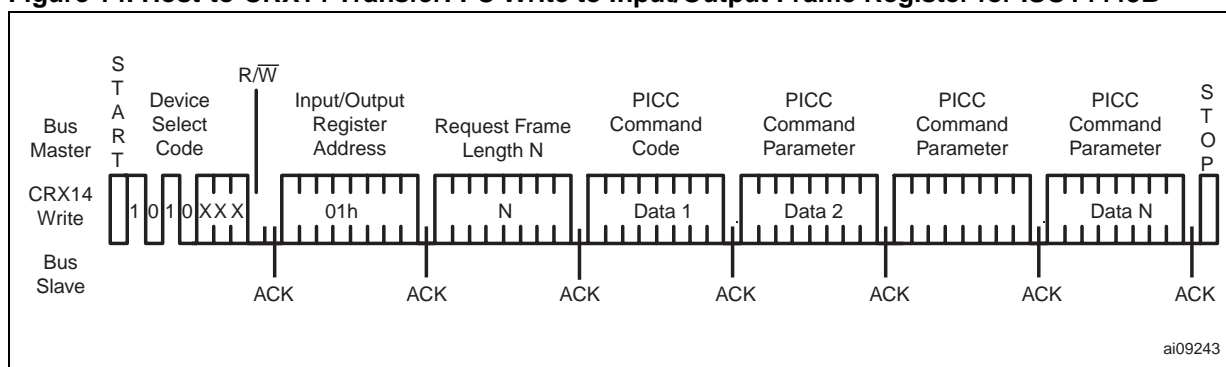 Figure 14. Host-to-CRX14 Transfer: I²C Write to Input/Output Frame Register for ISO14443B
START
R/W
Device
Select
Code
Input/Output
Register
Address
Request Frame
Length N
PICC
Command
Code
PICC
Command
Parameter
PICC
Command
Parameter
PICC
Command
Parameter
STOP
Bus
Master
CRX14
Write
1 0 1 0 X X X
01h
N
Data 1
Data 2
Data N
Bus
Slave
ACK
ACK
ACK
ACK
ACK
ACK
ACK
ai09243